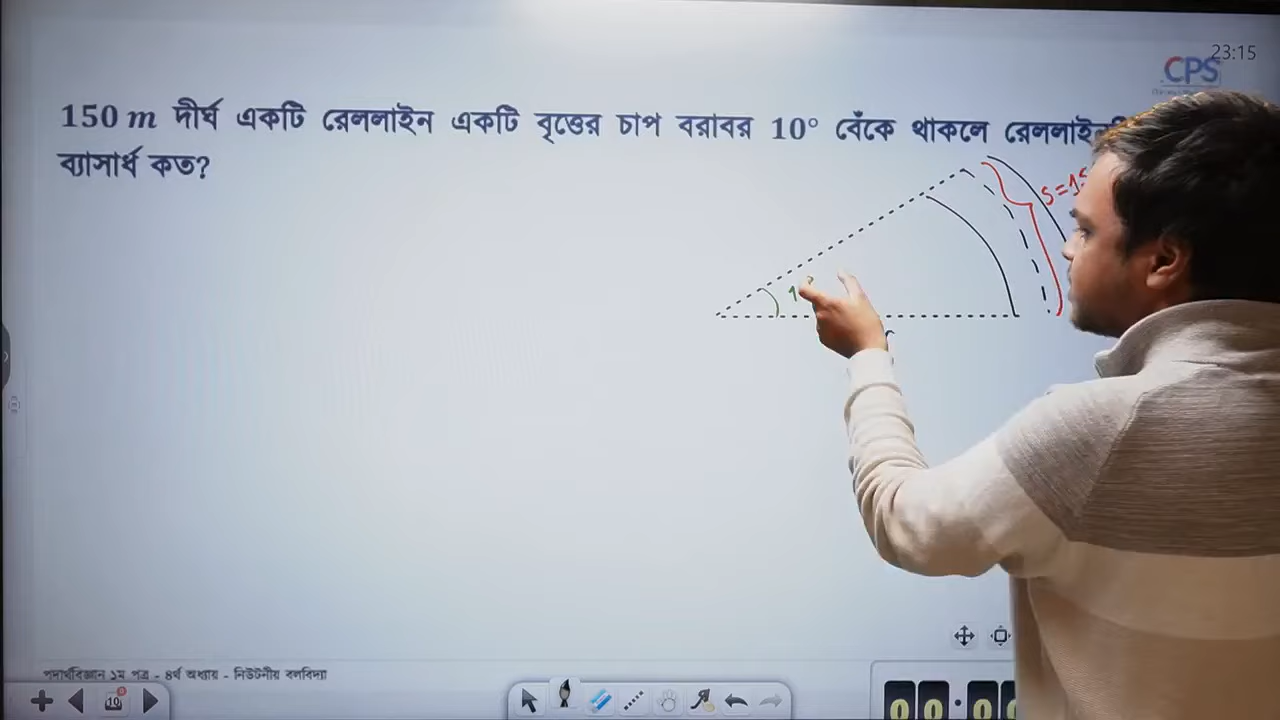 23:15
CPS
150 m দীর্ঘ একটি রেললাইন একটি বৃত্তের চাপ বরাবর 10° বেঁকে থাকলে
ব্যাসার্ধ কত?
পদার্থবিজ্ঞান ১ম পত্র - ৪র্থ অধ্যায় - নিউটনীয় বলবিদ্যা
10